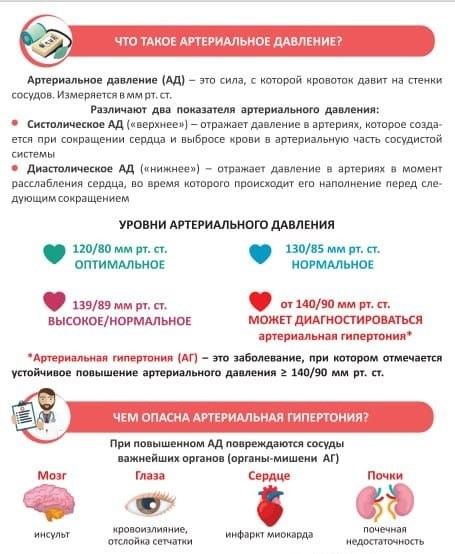 ЧТО ТАКОЕ АРТЕРИАЛЬНОЕ ДАВЛЕНИЕ?
Артериальное давление (АД) – это сила, с которой кровоток давит на стенки
сосудов. Измеряется в мм рт. ст.
Различают два показателя артериального давления:
• Систолическое АД («верхнее») – отражает давление в артериях, которое созда-
ется при сокращении сердца и выбросе крови в артериальную часть сосудистой
системы
• Диастолическое АД («нижнее») – отражает давление в артериях в момент
расслабления сердца, во время которого происходит его наполнение перед сле-
дующим сокращением
УРОВНИ АРТЕРИАЛЬНОГО ДАВЛЕНИЯ
120/80 мм рт. ст.
ОПТИМАЛЬНОЕ
130/85 мм рт. ст.
НОРМАЛЬНОЕ
139/89 мм рт. ст.
ВЫСОКОЕ/НОРМАЛЬНОЕ
от 140/90 мм рт. ст.
МОЖЕТ ДИАГНОСТИРОВАТЬСЯ
артериальная гипертония*
*Артериальная гипертония (АГ) – это заболевание, при котором отмечается
устойчивое повышение артериального давления ≥ 140/90 мм рт. ст.
ЧЕМ ОПАСНА АРТЕРИАЛЬНАЯ ГИПЕРТОНИЯ?
При повышенном АД повреждаются сосуды
важнейших органов (органы-мишени АГ)
Мозг
инсульт
Глаза
кровоизлияние,
отслойка сетчатки
Сердце
инфаркт миокарда
Почки
почечная
недостаточность